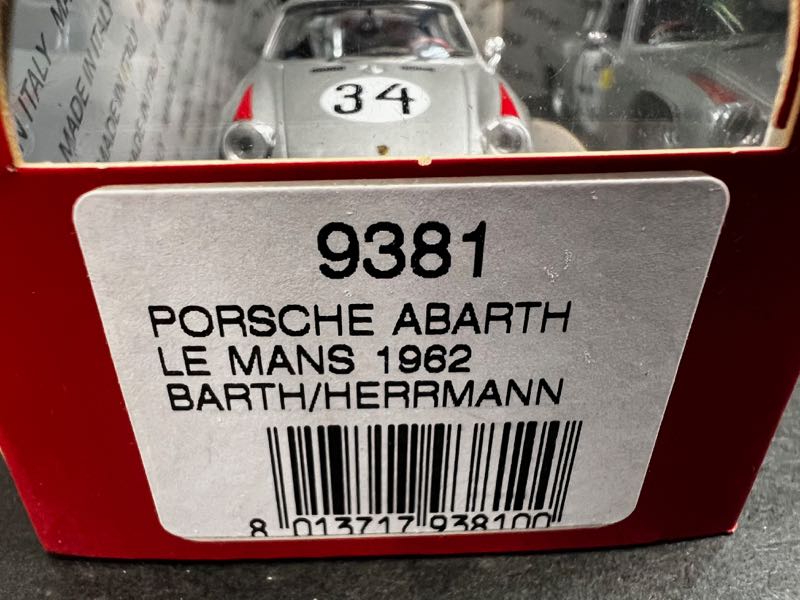 MADE IN ITALY
34
9381
PORSCHE ABARTH
LE MANS 1962
BARTH/HERRMANN
8 013717 938100